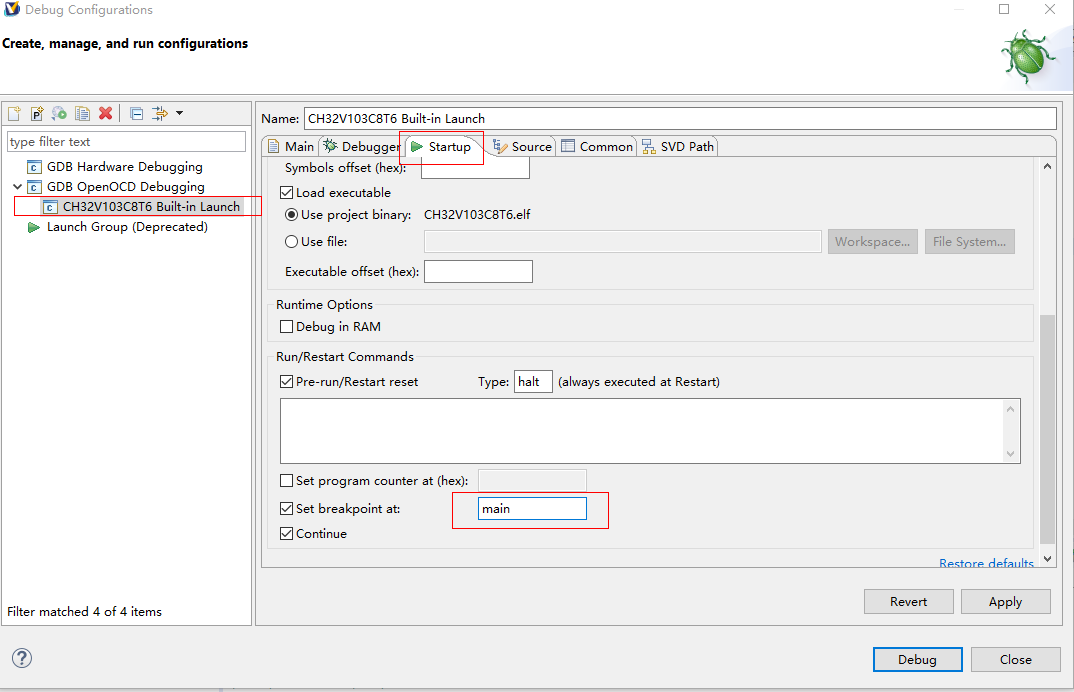 Debug Configurations
Create, manage, and run configurations
type filter text
GDB Hardware Debugging
GDB OpenOCD Debugging
CH32V103C8T6 Built-in Launch
Launch Group (Deprecated)
Filter matched 4 of 4 items
Name: CH32V103C8T6 Built-in Launch
Main Debugger Startup Source Common SVD Path
Symbols offset (hex):
Load executable
Use project binary: CH32V103C8T6.elf
Use file: Workspace... File System...
Executable offset (hex):
Runtime Options
Debug in RAM
Run/Restart Commands
Pre-run/Restart reset Type: halt (always executed at Restart)
Set program counter at (hex):
Set breakpoint at: main
Continue
Restore defaults
Revert Apply
Debug Close